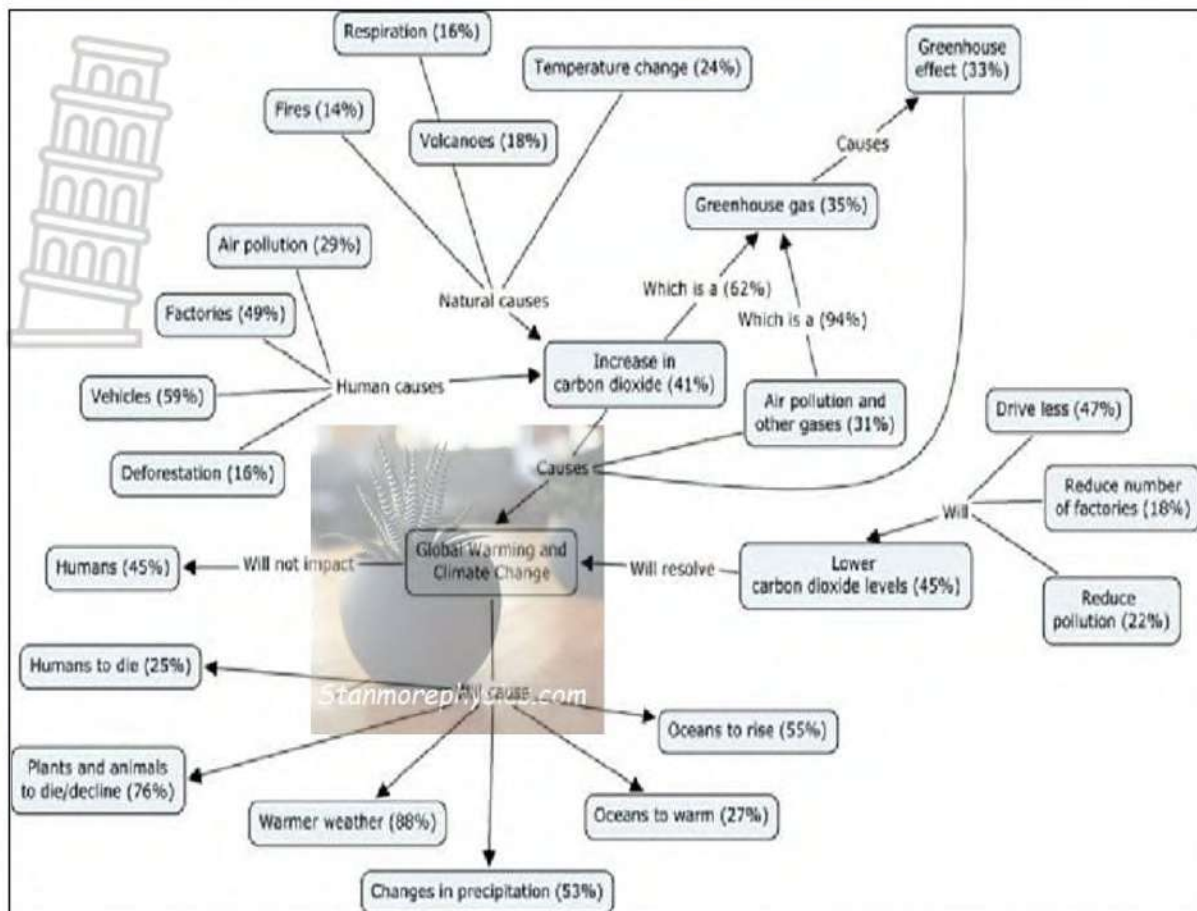 Respiration (16%)
Temperature change (24%)
Greenhouse
effect (33%)
Fires (14%)
Volcanoes (18%)
Causes
Greenhouse gas (35%)
Air pollution (29%)
Natural causes
Which is a (62%)
Factories (49%)
Which is a (94%)
Increase in
carbon dioxide (41%)
Human causes
Vehicles (59%)
Air pollution and
other gases (31%)
Drive less (47%)
Deforestation (16%)
Causes
Reduce number
of factories (18%)
Will
Humans (45%)
Will not impact
Global Warming and
Climate Change
Will resolve
Lower
carbon dioxide levels (45%)
Reduce
pollution (22%)
Humans to die (25%)
Will cause
Stanmorephysics.com
Oceans to rise (55%)
Plants and animals
to die/decline (76%)
Warmer weather (88%)
Oceans to warm (27%)
Changes in precipitation (53%)